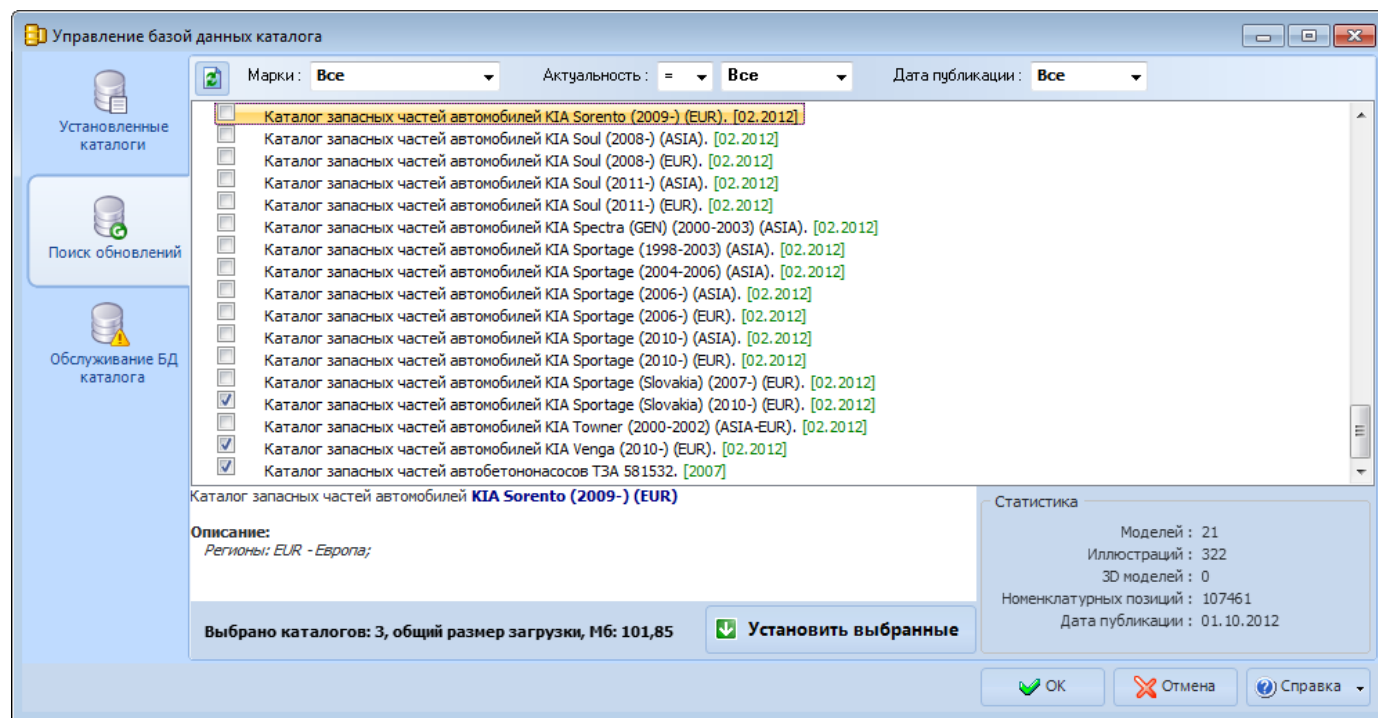 Управление базой данных каталога
Марки : Все Актуальность : = Все Дата публикации : Все
Установленные
каталоги
Поиск обновлений
Обслуживание БД
каталога
Каталог запасных частей автомобилей KIA Sorento (2009-) (EUR). [02.2012]
Каталог запасных частей автомобилей KIA Soul (2008-) (ASIA). [02.2012]
Каталог запасных частей автомобилей KIA Soul (2008-) (EUR). [02.2012]
Каталог запасных частей автомобилей KIA Soul (2011-) (ASIA). [02.2012]
Каталог запасных частей автомобилей KIA Soul (2011-) (EUR). [02.2012]
Каталог запасных частей автомобилей KIA Spectra (GEN) (2000-2003) (ASIA). [02.2012]
Каталог запасных частей автомобилей KIA Sportage (1998-2003) (ASIA). [02.2012]
Каталог запасных частей автомобилей KIA Sportage (2004-2006) (ASIA). [02.2012]
Каталог запасных частей автомобилей KIA Sportage (2006-) (ASIA). [02.2012]
Каталог запасных частей автомобилей KIA Sportage (2006-) (EUR). [02.2012]
Каталог запасных частей автомобилей KIA Sportage (2010-) (ASIA). [02.2012]
Каталог запасных частей автомобилей KIA Sportage (2010-) (EUR). [02.2012]
Каталог запасных частей автомобилей KIA Sportage (Slovakia) (2007-) (EUR). [02.2012]
Каталог запасных частей автомобилей KIA Sportage (Slovakia) (2010-) (EUR). [02.2012]
Каталог запасных частей автомобилей KIA Towner (2000-2002) (ASIA-EUR). [02.2012]
Каталог запасных частей автомобилей KIA Venga (2010-) (EUR). [02.2012]
Каталог запасных частей автобетононасосов ТЗА 581532. [2007]
Каталог запасных частей автомобилей KIA Sorento (2009-) (EUR)
Описание:
Регионы: EUR - Европа;
Выбрано каталогов: 3, общий размер загрузки, Мб: 101,85
Установить выбранные
Статистика
Моделей : 21
Иллюстраций : 322
3D моделей : 0
Номенклатурных позиций : 107461
Дата публикации : 01.10.2012
ОК Отмена Справка